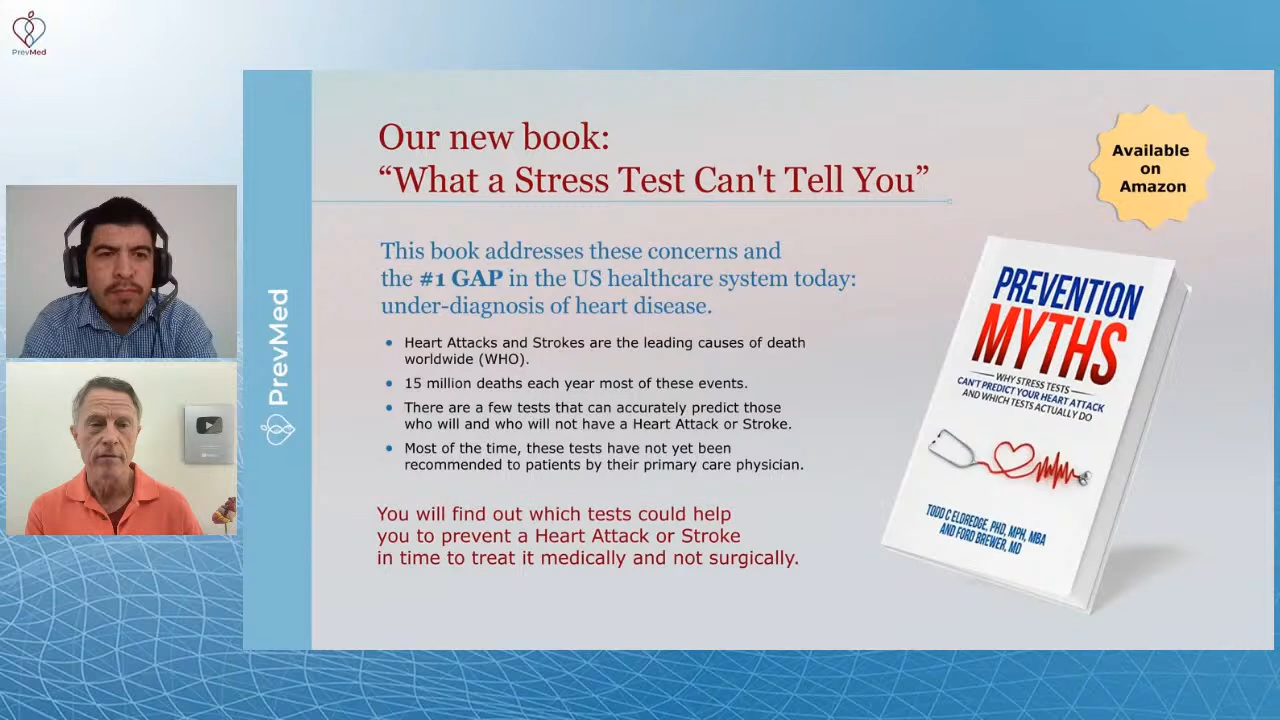 PrevMed
Our new book:
“What a Stress Test Can't Tell You”
Available
on
Amazon
This book addresses these concerns and
the #1 GAP in the US healthcare system today:
under-diagnosis of heart disease.
• Heart Attacks and Strokes are the leading causes of death
worldwide (WHO).
• 15 million deaths each year most of these events.
• There are a few tests that can accurately predict those
who will and who will not have a Heart Attack or Stroke.
• Most of the time, these tests have not yet been
recommended to patients by their primary care physician.
You will find out which tests could help
you to prevent a Heart Attack or Stroke
in time to treat it medically and not surgically.
PrevMed
PREVENTION
MYTHS
WHY STRESS TESTS
CAN'T PREDICT YOUR HEART ATTACK
AND WHICH TESTS ACTUALLY DO
TODD C ELDREDGE, PHD, MPH, MBA
AND FORD BREWER, MD